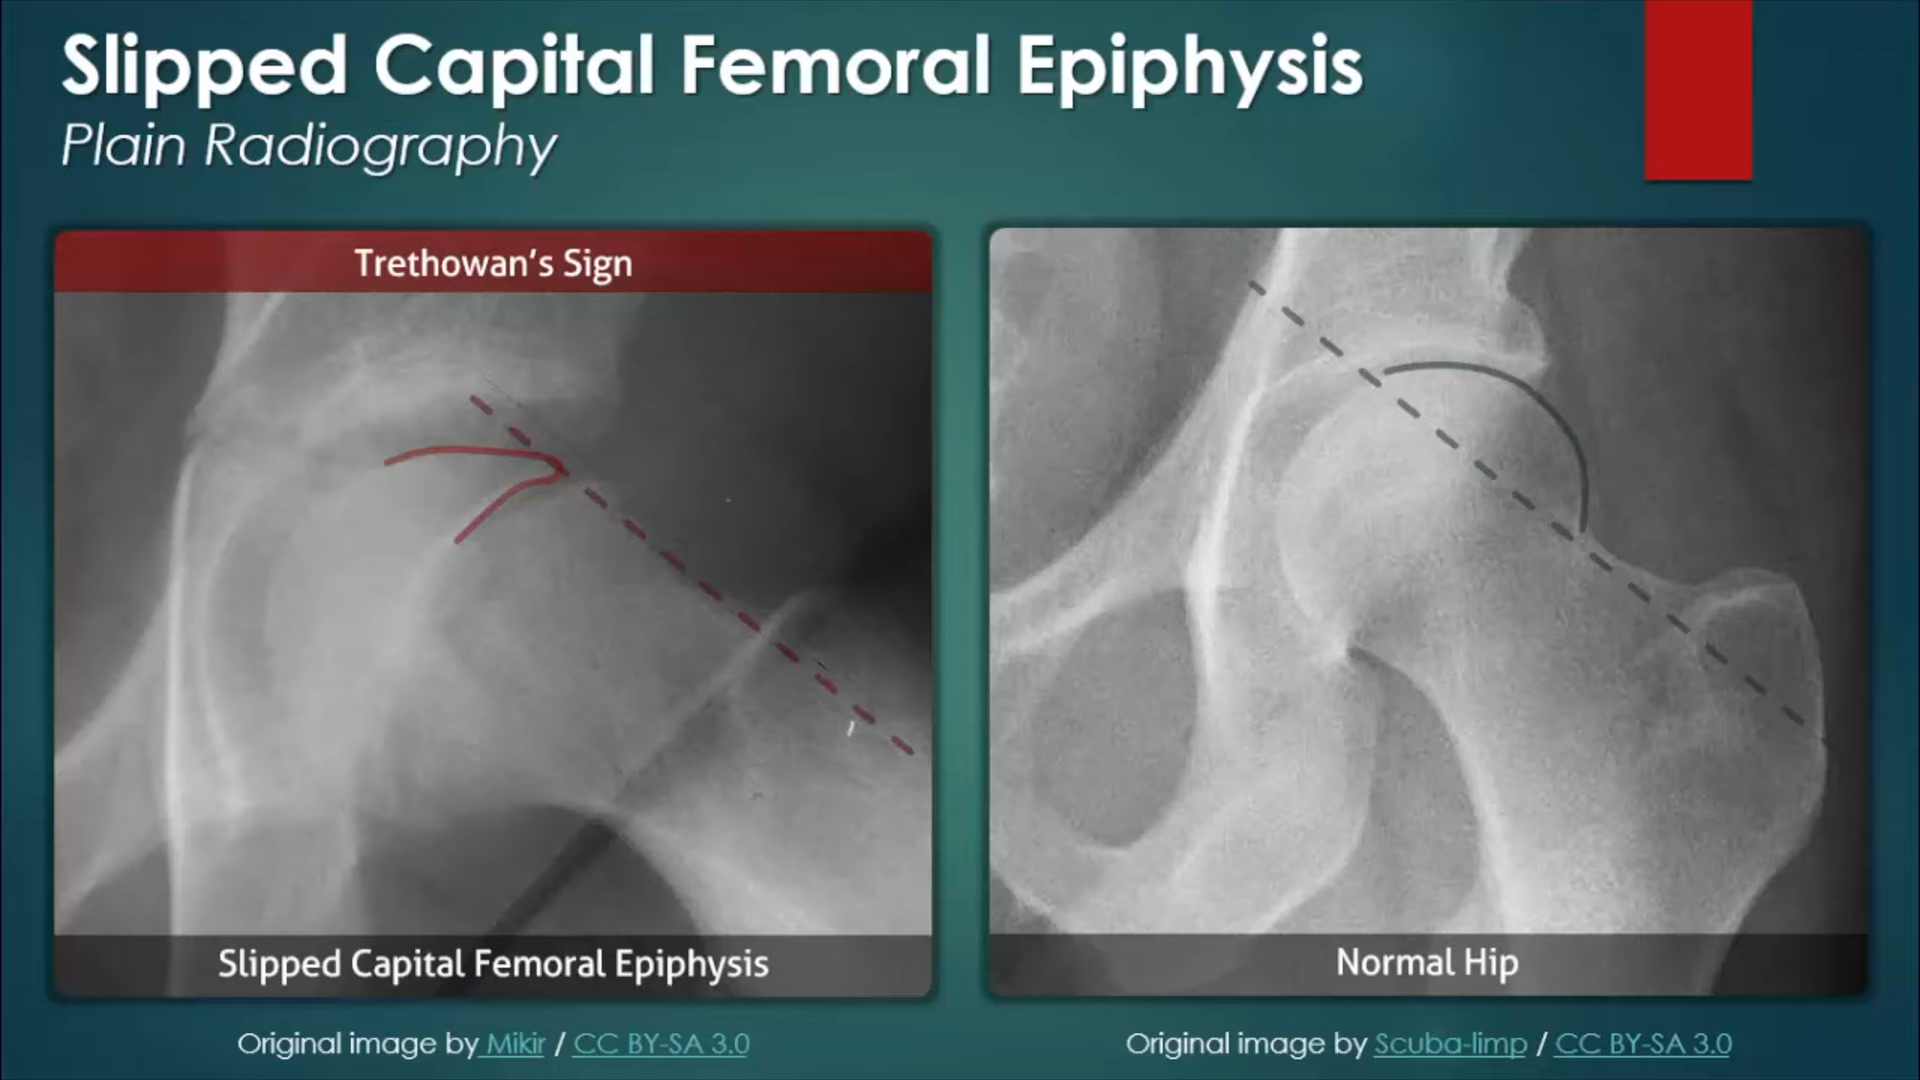 Slipped Capital Femoral Epiphysis
Plain Radiography
Trethowan's Sign
Slipped Capital Femoral Epiphysis
Normal Hip
Original image by Mikir / CC BY-SA 3.0
Original image by Scuba-limp / CC BY-SA 3.0